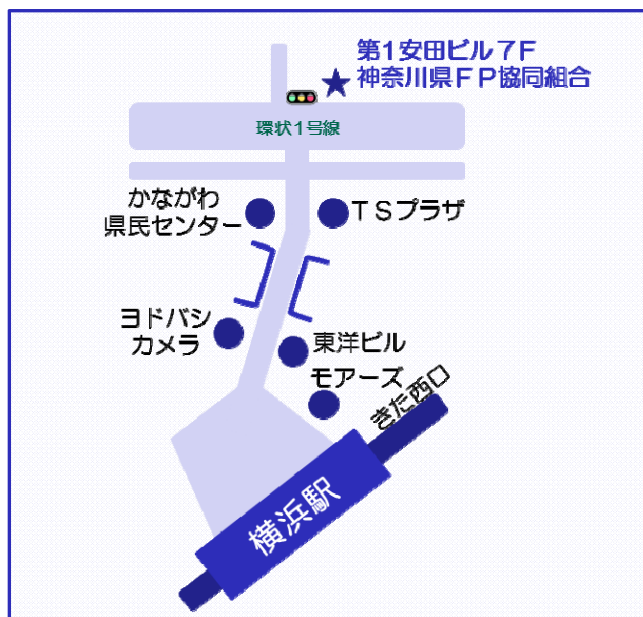 第1安田ビル7F
神奈川県FP協同組合
環状1号線
かながわ
県民センター
TSプラザ
ヨドバシ
カメラ
東洋ビル
モアーズ
きた西口
横浜駅